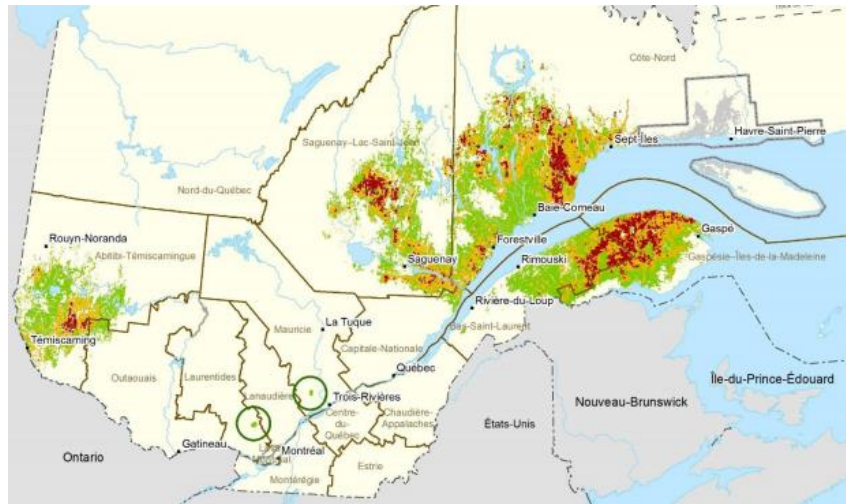 Côte-Nord
Sept-Îles
Havre-Saint-Pierre
Saguenay–Lac-Saint-Jean
Nord-du-Québec
Baie-Comeau
Rouyn-Noranda
Abitibi-Témiscamingue
Forestville
Gaspé
Saguenay
Rimouski
Gaspésie–Îles-de-la-Madeleine
Rivière-du-Loup
La Tuque
Mauricie
Bas-Saint-Laurent
Témiscaming
Capitale-Nationale
Outaouais
Laurentides
Québec
Île-du-Prince-Édouard
Lanaudière
Trois-Rivières
Nouveau-Brunswick
Centre-
du-
Québec
Chaudière-
Appalaches
États-Unis
Gatineau
Ontario
Montréal
Estrie
Montérégie